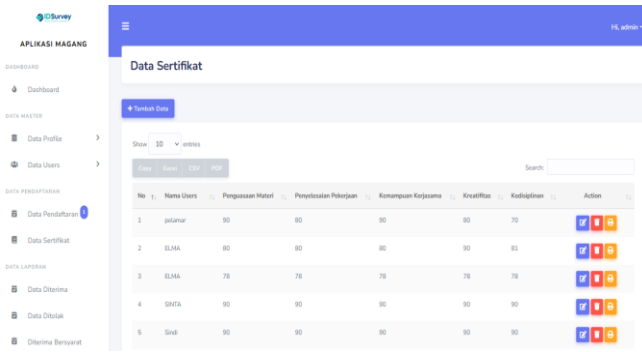 IDSurvey
Hi, admin
APLIKASI MAGANG
DASHBOARD
Dashboard
DATA MASTER
Data Profile
Data Users
DATA PENDAFTARAN
Data Pendaftaran
Data Sertifikat
DATA LAPORAN
Data Diterima
Data Ditolak
Diterima Bersyarat
Data Sertifikat
+ Tambah Data
Show 10 entries
Copy Excel CSV PDF
Search:
No Nama Users Penguasaan Materi Penyelesaian Pekerjaan Kemampuan Kerjasama Kreatifitas Kedisiplinan Action
1 pelamar 90 80 90 80 70
2 ELMA 80 80 80 90 81
3 ELMA 78 78 78 78 78
4 SINTA 90 90 90 90 90
5 Sindi 90 90 90 90 90